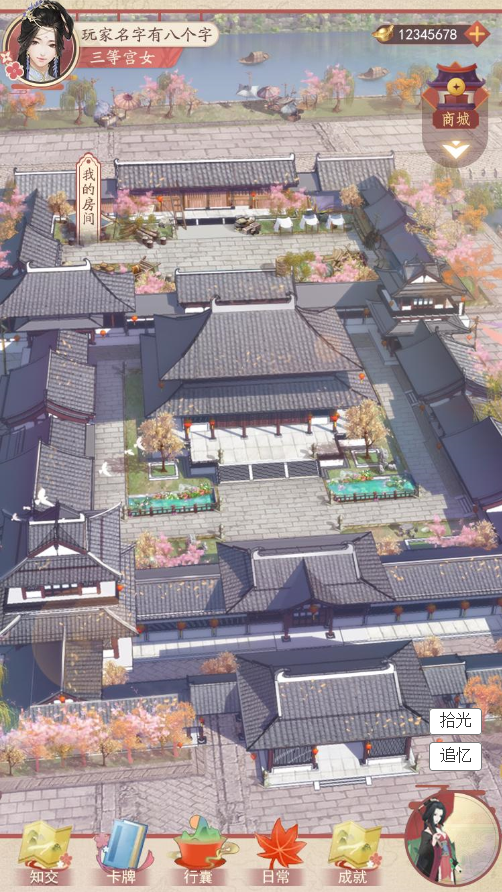 玩家名字有八个字
12345678
三等宫女
商城
我的房间
拾光
追忆
知交
卡牌
行囊
日常
成就